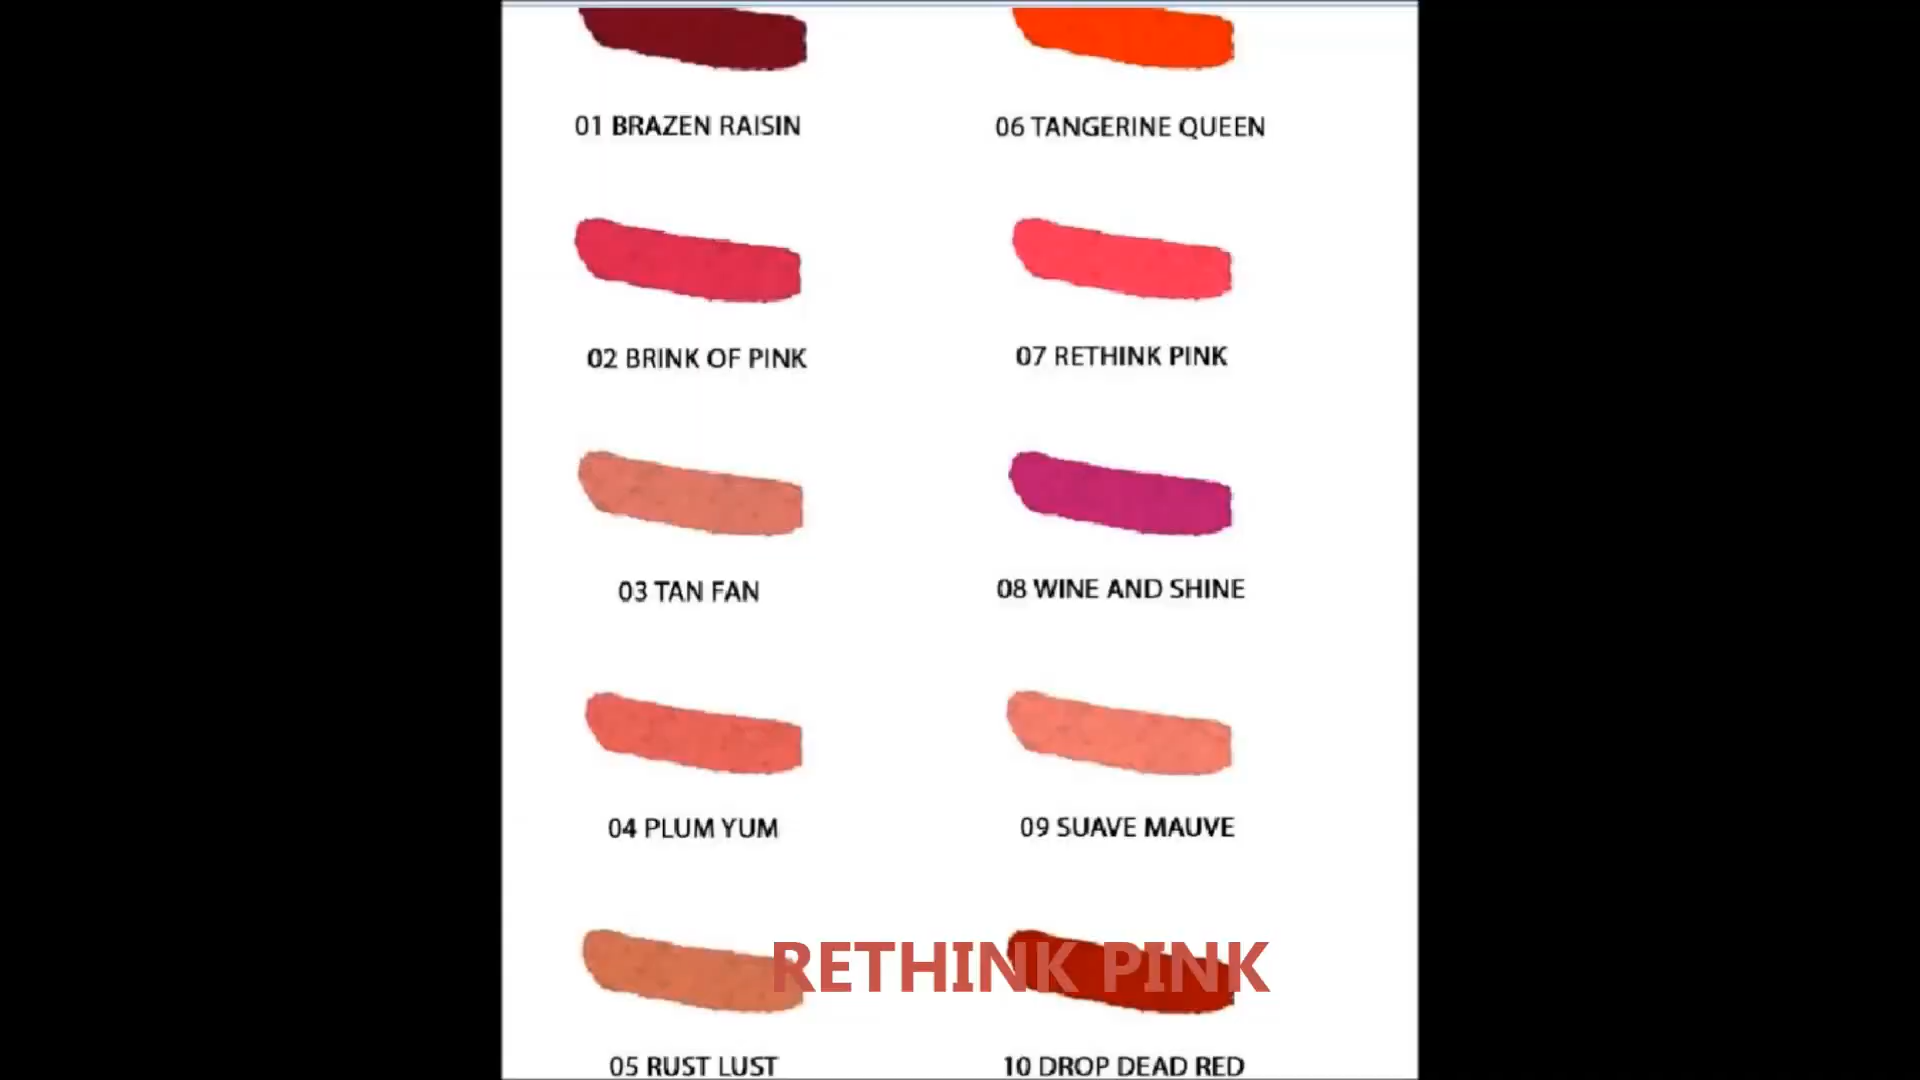 01 BRAZEN RAISIN
06 TANGERINE QUEEN
02 BRINK OF PINK
07 RETHINK PINK
03 TAN FAN
08 WINE AND SHINE
04 PLUM YUM
09 SUAVE MAUVE
RETHINK PINK
05 RUST LUST
10 DROP DEAD RED